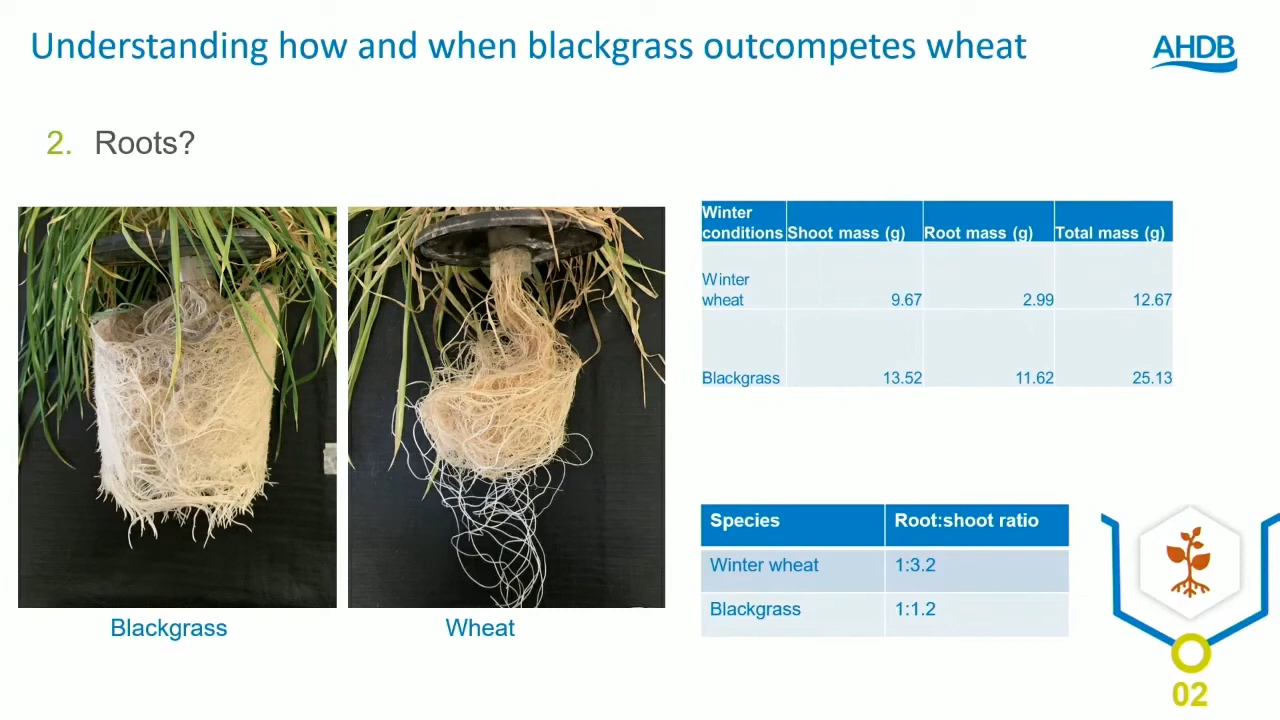 Understanding how and when blackgrass outcompetes wheat
AHDB
2. Roots?
Winter conditions Shoot mass (g) Root mass (g) Total mass (g)
Winter wheat 9.67 2.99 12.67
Blackgrass 13.52 11.62 25.13
Species Root:shoot ratio
Winter wheat 1:3.2
Blackgrass 1:1.2
Blackgrass Wheat
02